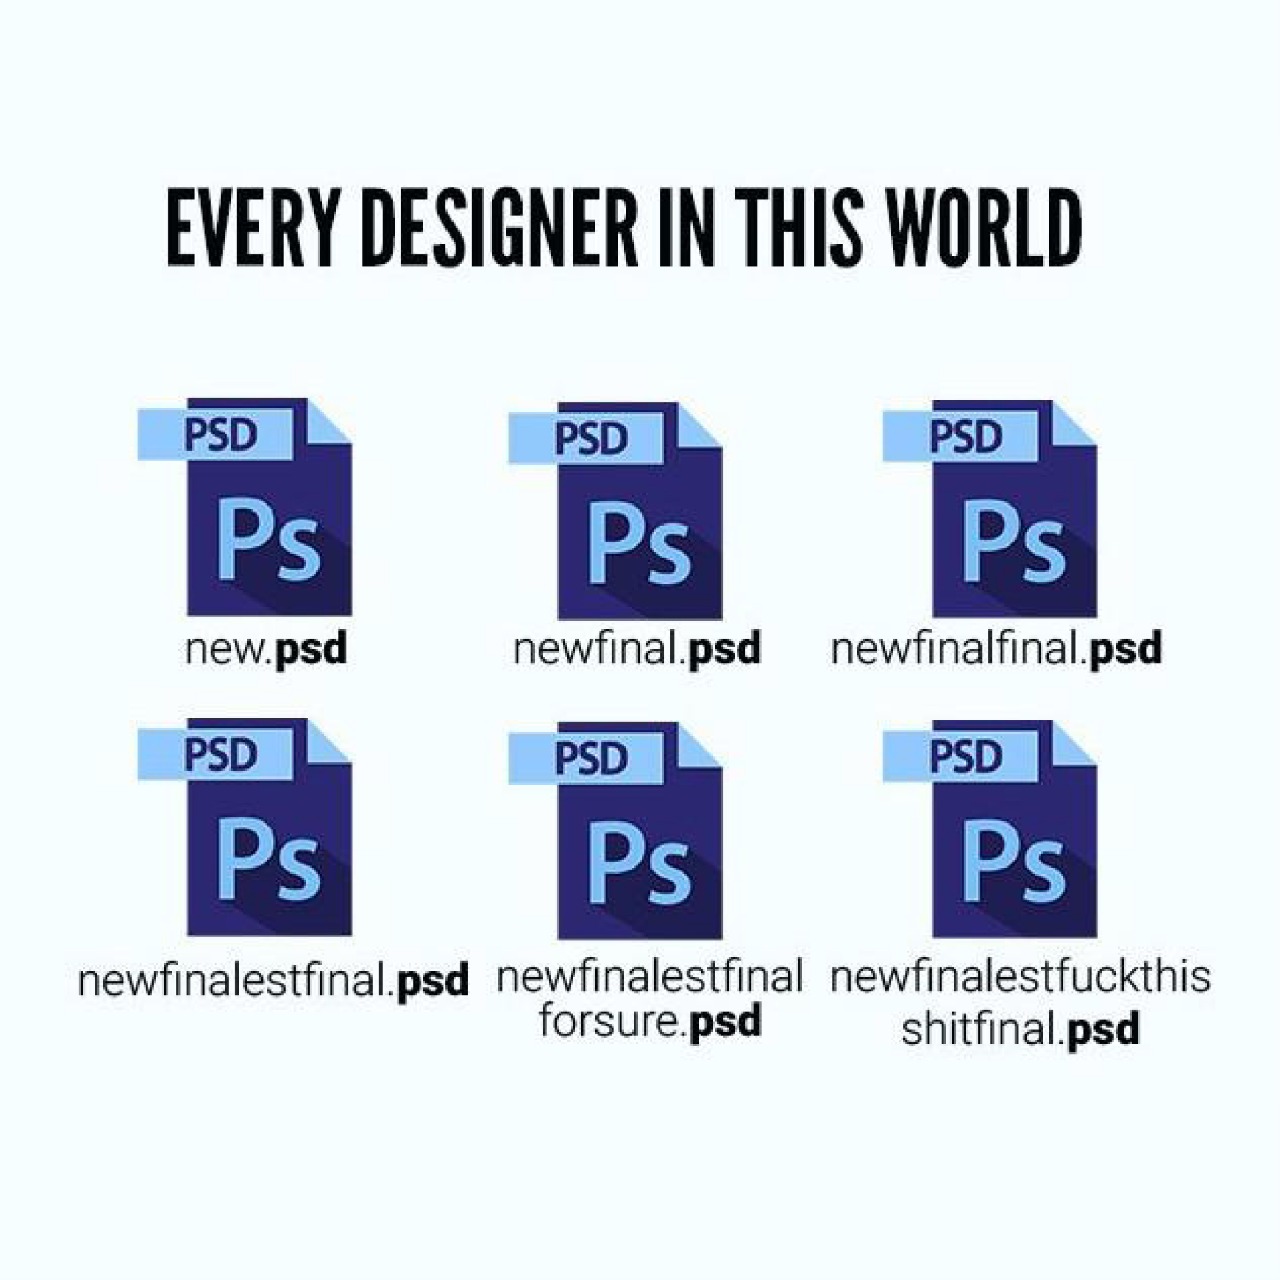 EVERY DESIGNER IN THIS WORLD
PSD
Ps
new.psd
PSD
Ps
newfinal.psd
PSD
Ps
newfinalfinal.psd
PSD
Ps
newfinalestfinal.psd
PSD
Ps
newfinalestfinal
forsure.psd
PSD
Ps
newfinalestfuckthis
shitfinal.psd